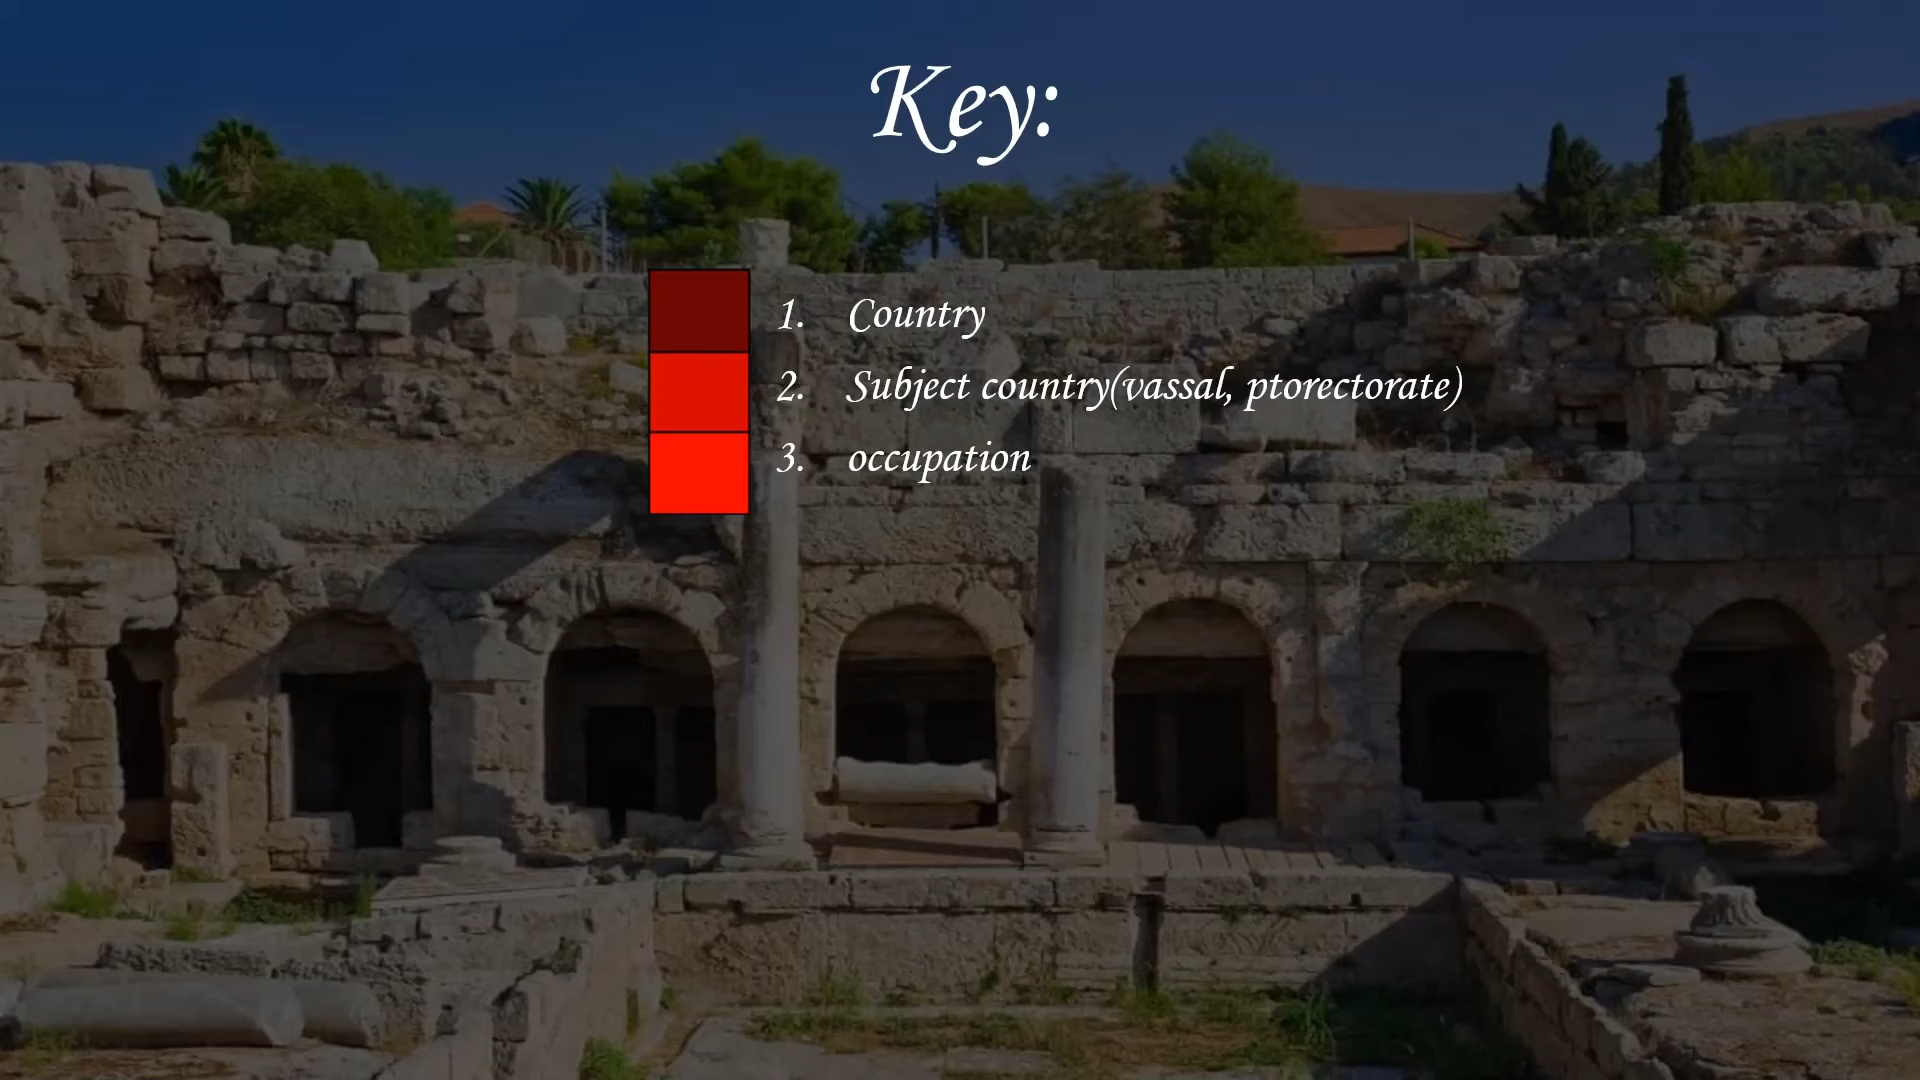 Key:
1. Country
2. Subject country(vassal, ptorectorate)
3. occupation